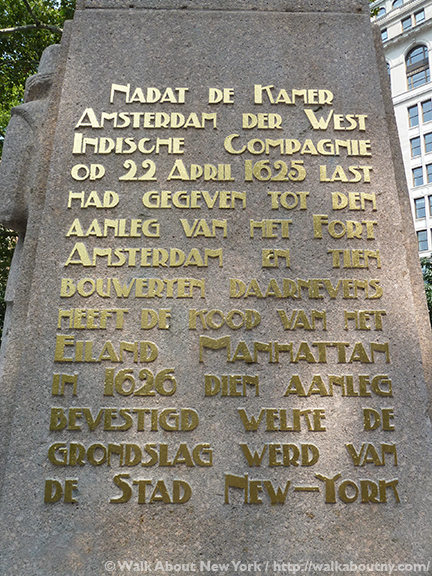 Nadat de Kamer
Amsterdam der West
Indische Compagnie
op 22 April 1625 last
had gegeven tot den
aanleg van het Fort
Amsterdam en tien
bouweryen daarnevens
heeft de koop van het
Eiland Manhattan
in 1626 dien aanleg
bevestigd welke de
grondslag werd van
de Stad New-York
© Walk About New York / http://walkaboutny.com/